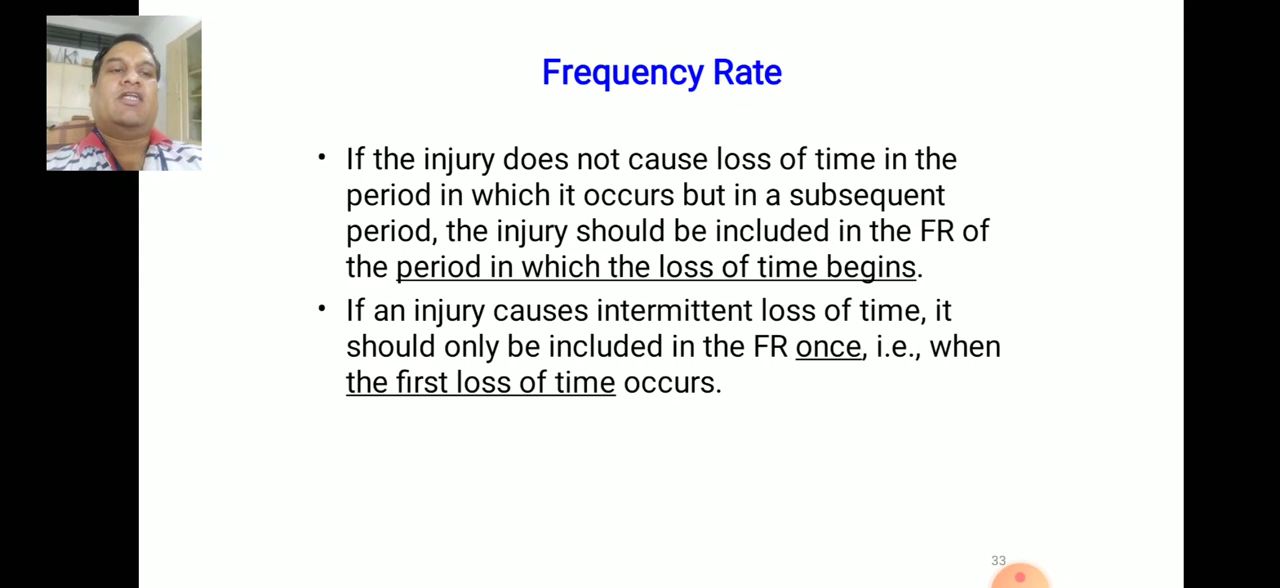 Frequency Rate
• If the injury does not cause loss of time in the
period in which it occurs but in a subsequent
period, the injury should be included in the FR of
the period in which the loss of time begins.
• If an injury causes intermittent loss of time, it
should only be included in the FR once, i.e., when
the first loss of time occurs.
33